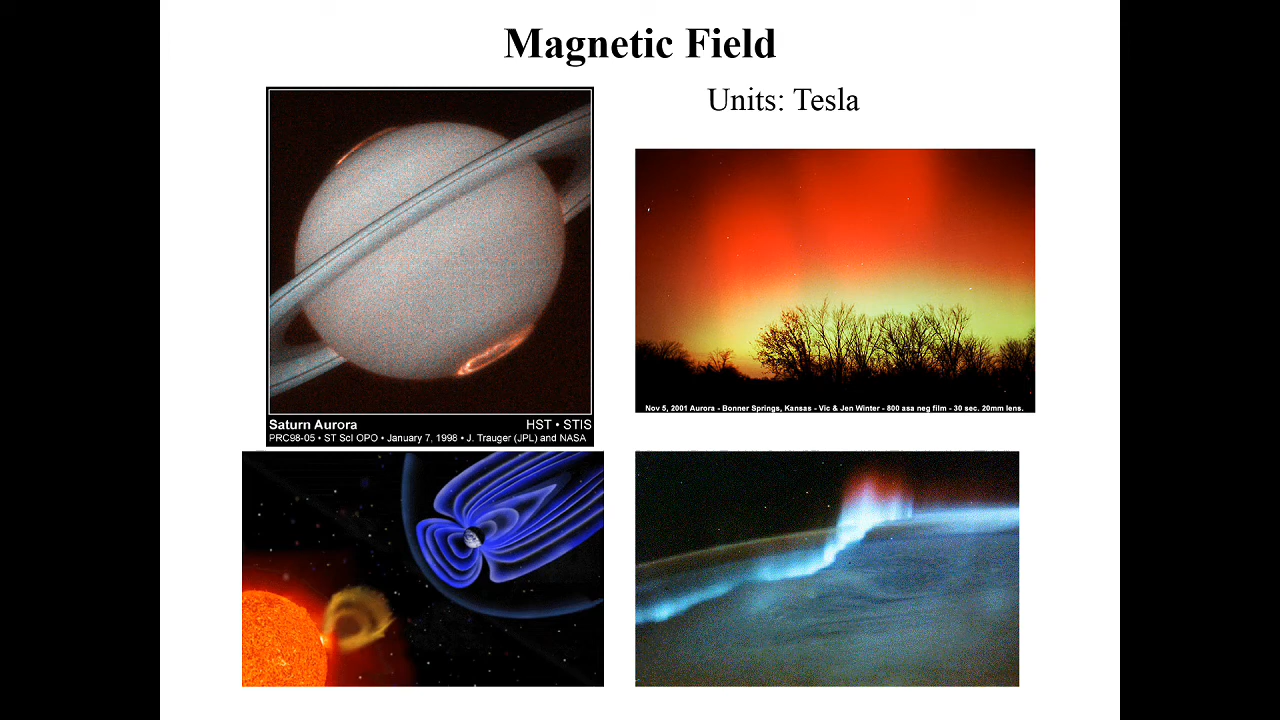 Magnetic Field
Units: Tesla
Saturn Aurora HST • STIS
PRC98-05 • ST ScI OPO • January 7, 1998 • J. Trauger (JPL) and NASA
Nov 5, 2001 Aurora - Bonner Springs, Kansas - Vic & Jen Winter - 800 asa neg film - 30 sec. 20mm lens.